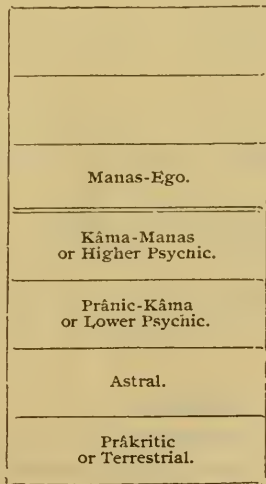 Manas-Ego.
Kâma-Manas
or Higher Psychic.
Prânic-Kâma
or Lower Psychic.
Astral.
Prâkritic
or Terrestrial.